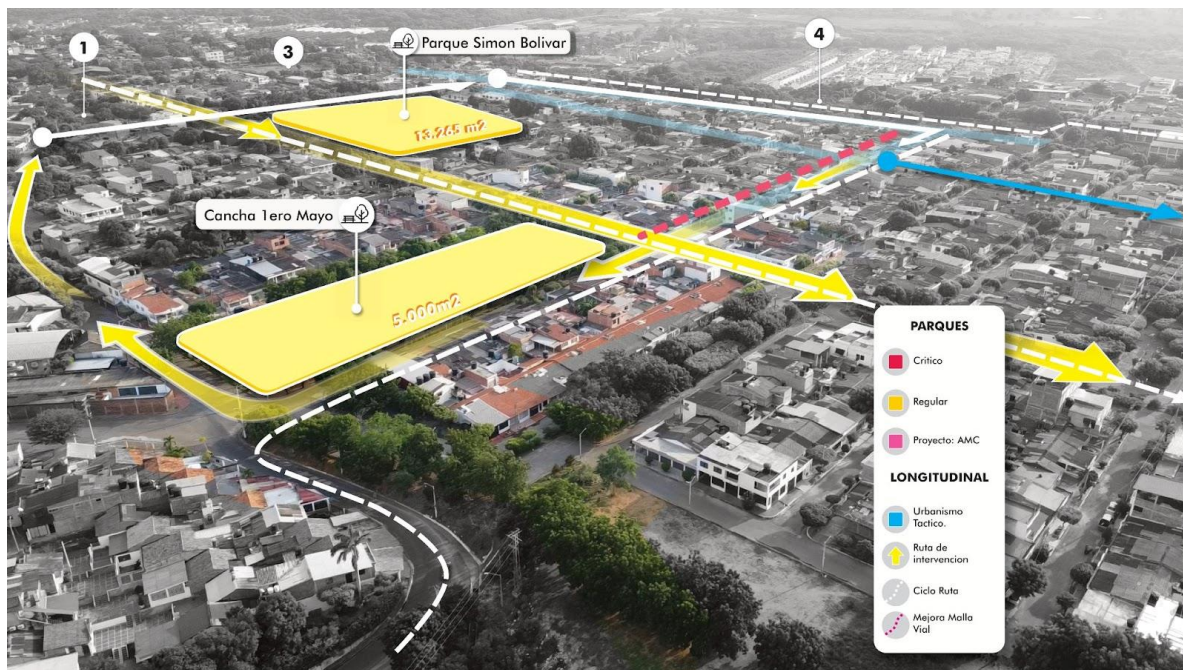 1
3
Parque Simon Bolivar
4
13.265 m2
Cancha 1ero Mayo
5.000m2
PARQUES
Critico
Regular
Proyecto: AMC
LONGITUDINAL
Urbanismo
Tactico.
Ruta de
intervencion
Ciclo Ruta
Mejora Malla
Vial